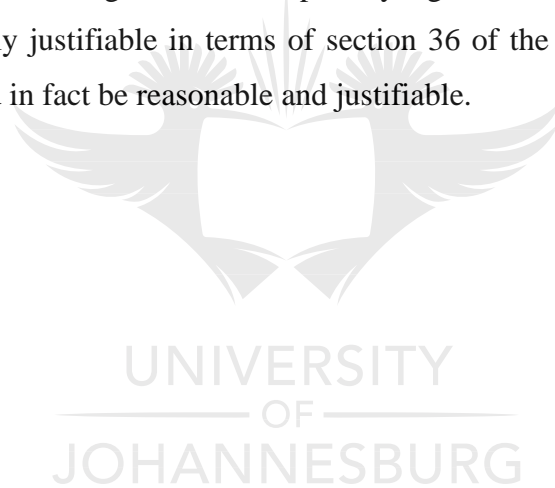 y justifiable in terms of section 36 of the
in fact be reasonable and justifiable.
UNIVERSITY
OF
JOHANNESBURG